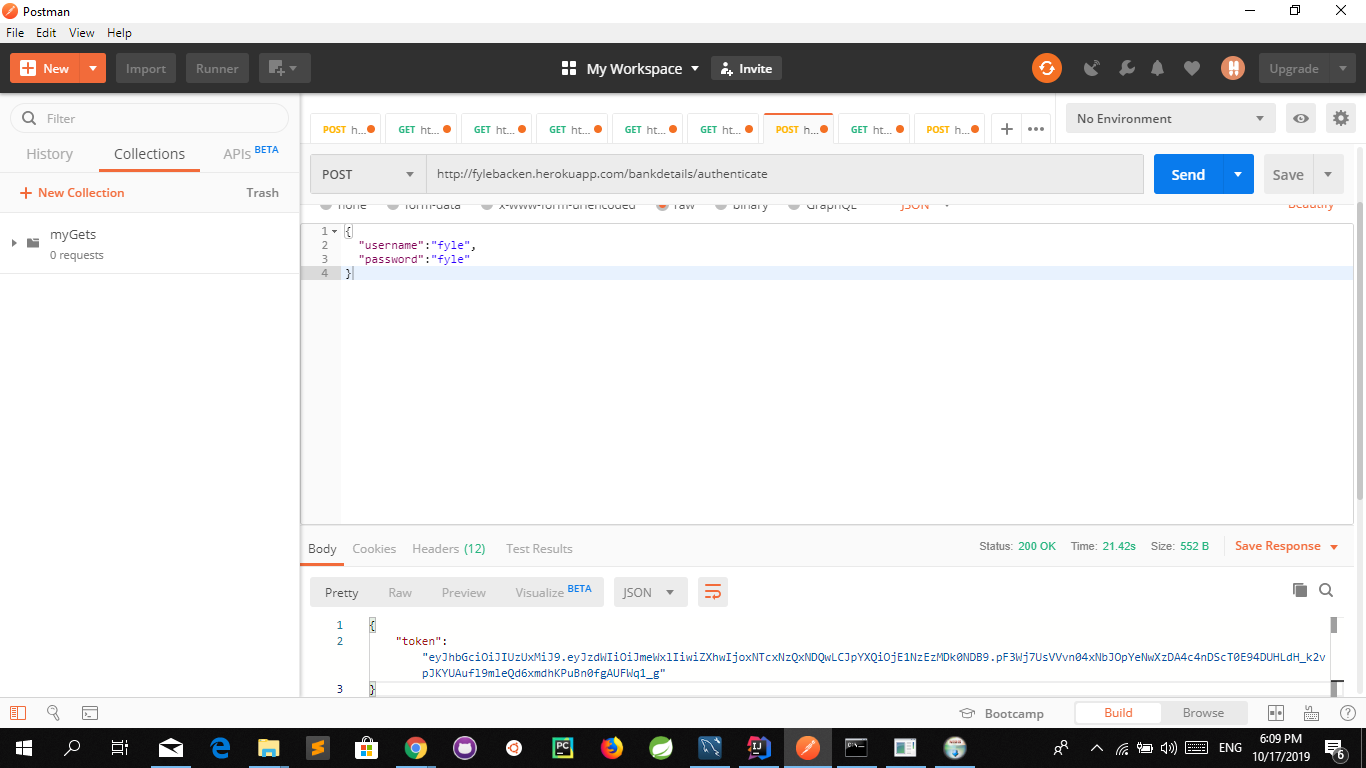 Postman
File Edit View Help
New Import Runner My Workspace Invite Upgrade
Filter
History Collections APIs BETA
New Collection Trash
myGets
0 requests
POST h... GET ht... GET ht... GET ht... GET ht... GET ht... POST h... GET ht... POST h...
No Environment
POST http://fylebacken.herokuapp.com/bankdetails/authenticate Send Save
none form-data x-www-form-urlencoded raw binary GraphQL JSON Beautify
1 {
2 "username":"fyle",
3 "password":"fyle"
4 }
Body Cookies Headers (12) Test Results Status: 200 OK Time: 21.42s Size: 552 B Save Response
Pretty Raw Preview Visualize BETA JSON
1 {
2 "token":
"eyJhbGciOiJIUzUxMiJ9.eyJzdWIiOiJmeWxlIiwiZXhwIjoxNTcxNzQxNDQwLCJpYXQiOjE1NzEzMDk0NDB9.pF3Wj7UsVVvn04xNbJOpYeNwXzDA4c4nDScT0E94DUHLdH_k2v
pJKYUAufl9mleQd6xmdhKPuBn0fgAUFWq1_g"
3 }
Bootcamp Build Browse
ENG 6:09 PM
10/17/2019 6